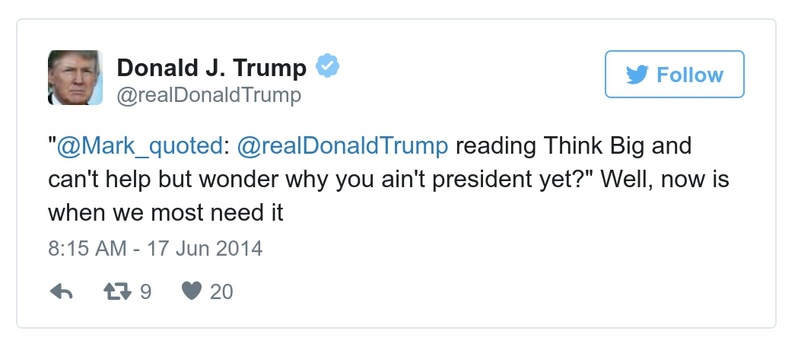 Donald J. Trump
@realDonaldTrump
Follow
"@Mark_quoted: @realDonaldTrump reading Think Big and
can't help but wonder why you ain't president yet?" Well, now is
when we most need it
8:15 AM - 17 Jun 2014
9 20